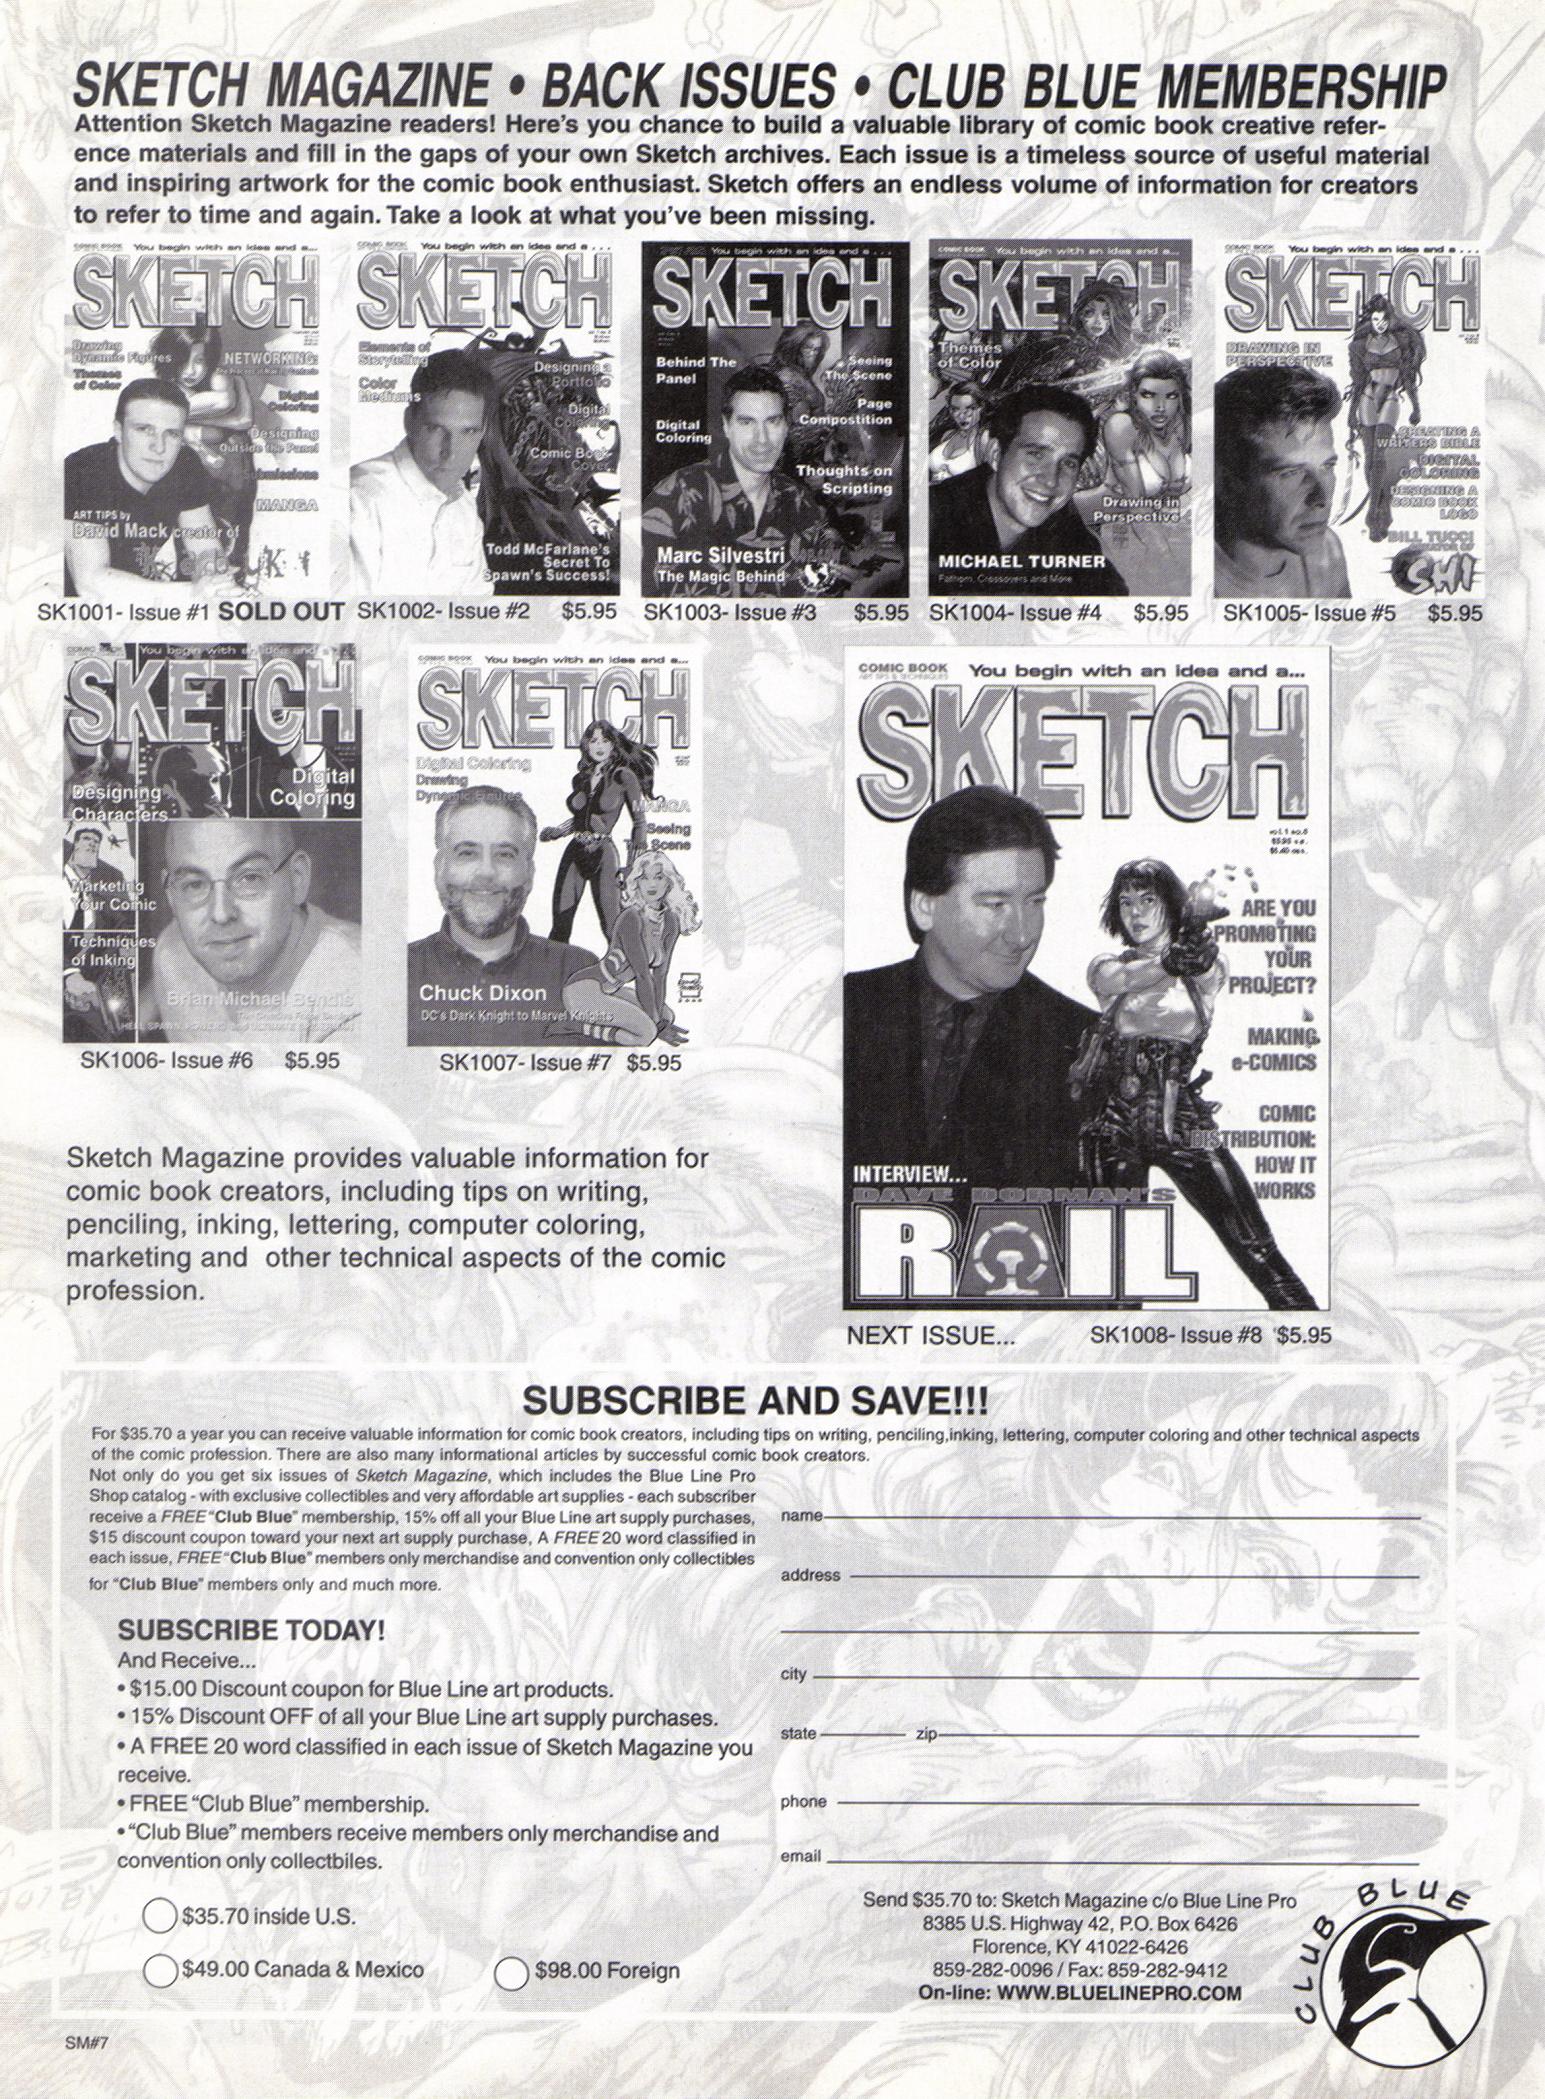 SKETCH MAGAZINE • BACK ISSUES • CLUB BLUE MEMBERSHIP
Attention Sketch Magazine readers! Here's you chance to build a valuable library of comic book creative refer-
ence materials and fill in the gaps of your own Sketch archives. Each issue is a timeless source of useful material
and inspiring artwork for the comic book enthusiast. Sketch offers an endless volume of information for creators
to refer to time and again. Take a look at what you've been missing.
COMIC BOOK You begin with an idea and a...
SKETCH
Drawing
Dynamic Figures
Themes
of Color
NETWORKING:
Digital
Coloring
Designing
Outside the Panel
MANGA
ART TIPS by
David Mack creator of
SK1001- Issue #1 SOLD OUT
COMIC BOOK You begin with an idea and a . . .
SKETCH
Elements of
Storytelling
Color
Mediums
Designing a
Portfolio
Digital
Coloring
Comic Book
Cover
Todd McFarlane's
Secret To
Spawn's Success!
SK1002- Issue #2 $5.95
You begin with an idea and a . . .
SKETCH
Behind The
Panel
Digital
Coloring
Seeing
The Scene
Page
Compostition
Thoughts on
Scripting
Marc Silvestri
The Magic Behind
SK1003- Issue #3 $5.95
COMIC BOOK You begin with an idea and a...
SKETCH
Themes
of Color
Drawing in
Perspective
MICHAEL TURNER
Fathom, Crossovers and More
SK1004- Issue #4 $5.95
COMIC BOOK You begin with an idea and a . . .
SKETCH
DRAWING IN
PERSPECTIVE
CREATING A
WRITERS BIBLE
DIGITAL
COLORING
DESIGNING A
COMIC BOOK
LOGO
BILL TUCCI
SHI
SK1005- Issue #5 $5.95
COMIC BOOK You begin with an idea and a
SKETCH
Designing
Characters
Digital
Coloring
Marketing
Your Comic
Techniques
of Inking
Brian Michael Bendis
SK1006- Issue #6 $5.95
COMIC BOOK You begin with an idea and a...
SKETCH
Digital Coloring
Drawing
Dynamic Figures
MANGA
Seeing
The Scene
Chuck Dixon
DC's Dark Knight to Marvel Knights
SK1007- Issue #7 $5.95
COMIC BOOK You begin with an idea and a...
ART TIPS & TECHNIQUES
SKETCH
vol.1 no.8
$5.95 u.s.
ARE YOU
PROMOTING
YOUR
PROJECT?
MAKING
e-COMICS
COMIC
DISTRIBUTION:
HOW IT
WORKS
INTERVIEW...
DAVE DORMAN'S
RAIL
NEXT ISSUE... SK1008- Issue #8 $5.95
Sketch Magazine provides valuable information for
comic book creators, including tips on writing,
penciling, inking, lettering, computer coloring,
marketing and other technical aspects of the comic
profession.
SUBSCRIBE AND SAVE!!!
For $35.70 a year you can receive valuable information for comic book creators, including tips on writing, penciling,inking, lettering, computer coloring and other technical aspects
of the comic profession. There are also many informational articles by successful comic book creators.
Not only do you get six issues of Sketch Magazine, which includes the Blue Line Pro
Shop catalog - with exclusive collectibles and very affordable art supplies - each subscriber
receive a FREE "Club Blue" membership, 15% off all your Blue Line art supply purchases,
$15 discount coupon toward your next art supply purchase, A FREE 20 word classified in
each issue, FREE "Club Blue" members only merchandise and convention only collectibles
for "Club Blue" members only and much more.
SUBSCRIBE TODAY!
And Receive...
• $15.00 Discount coupon for Blue Line art products.
• 15% Discount OFF of all your Blue Line art supply purchases.
• A FREE 20 word classified in each issue of Sketch Magazine you
receive.
• FREE "Club Blue" membership.
• "Club Blue" members receive members only merchandise and
convention only collectbiles.
$35.70 inside U.S.
$49.00 Canada & Mexico
$98.00 Foreign
name
address
city
state zip
phone
email
Send $35.70 to: Sketch Magazine c/o Blue Line Pro
8385 U.S. Highway 42, P.O. Box 6426
Florence, KY 41022-6426
859-282-0096 / Fax: 859-282-9412
On-line: WWW.BLUELINEPRO.COM
CLUB BLUE
SM#7